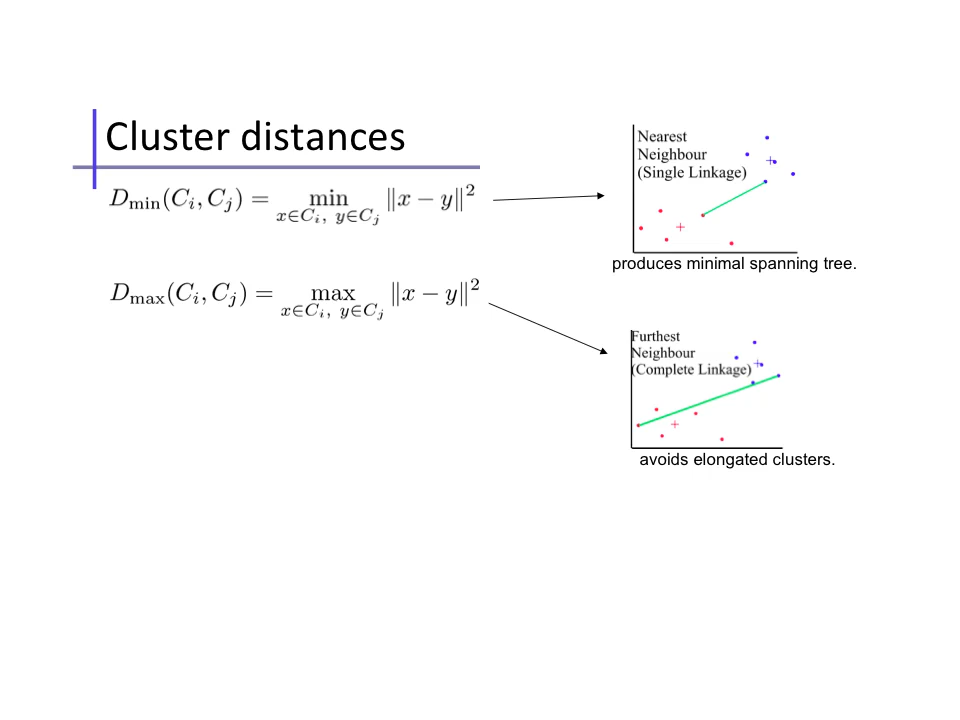 Cluster distances
D_min(C_i, C_j) = min_{x∈C_i, y∈C_j} ‖x − y‖²
Nearest
Neighbour
(Single Linkage)
produces minimal spanning tree.
D_max(C_i, C_j) = max_{x∈C_i, y∈C_j} ‖x − y‖²
Furthest
Neighbour
(Complete Linkage)
avoids elongated clusters.